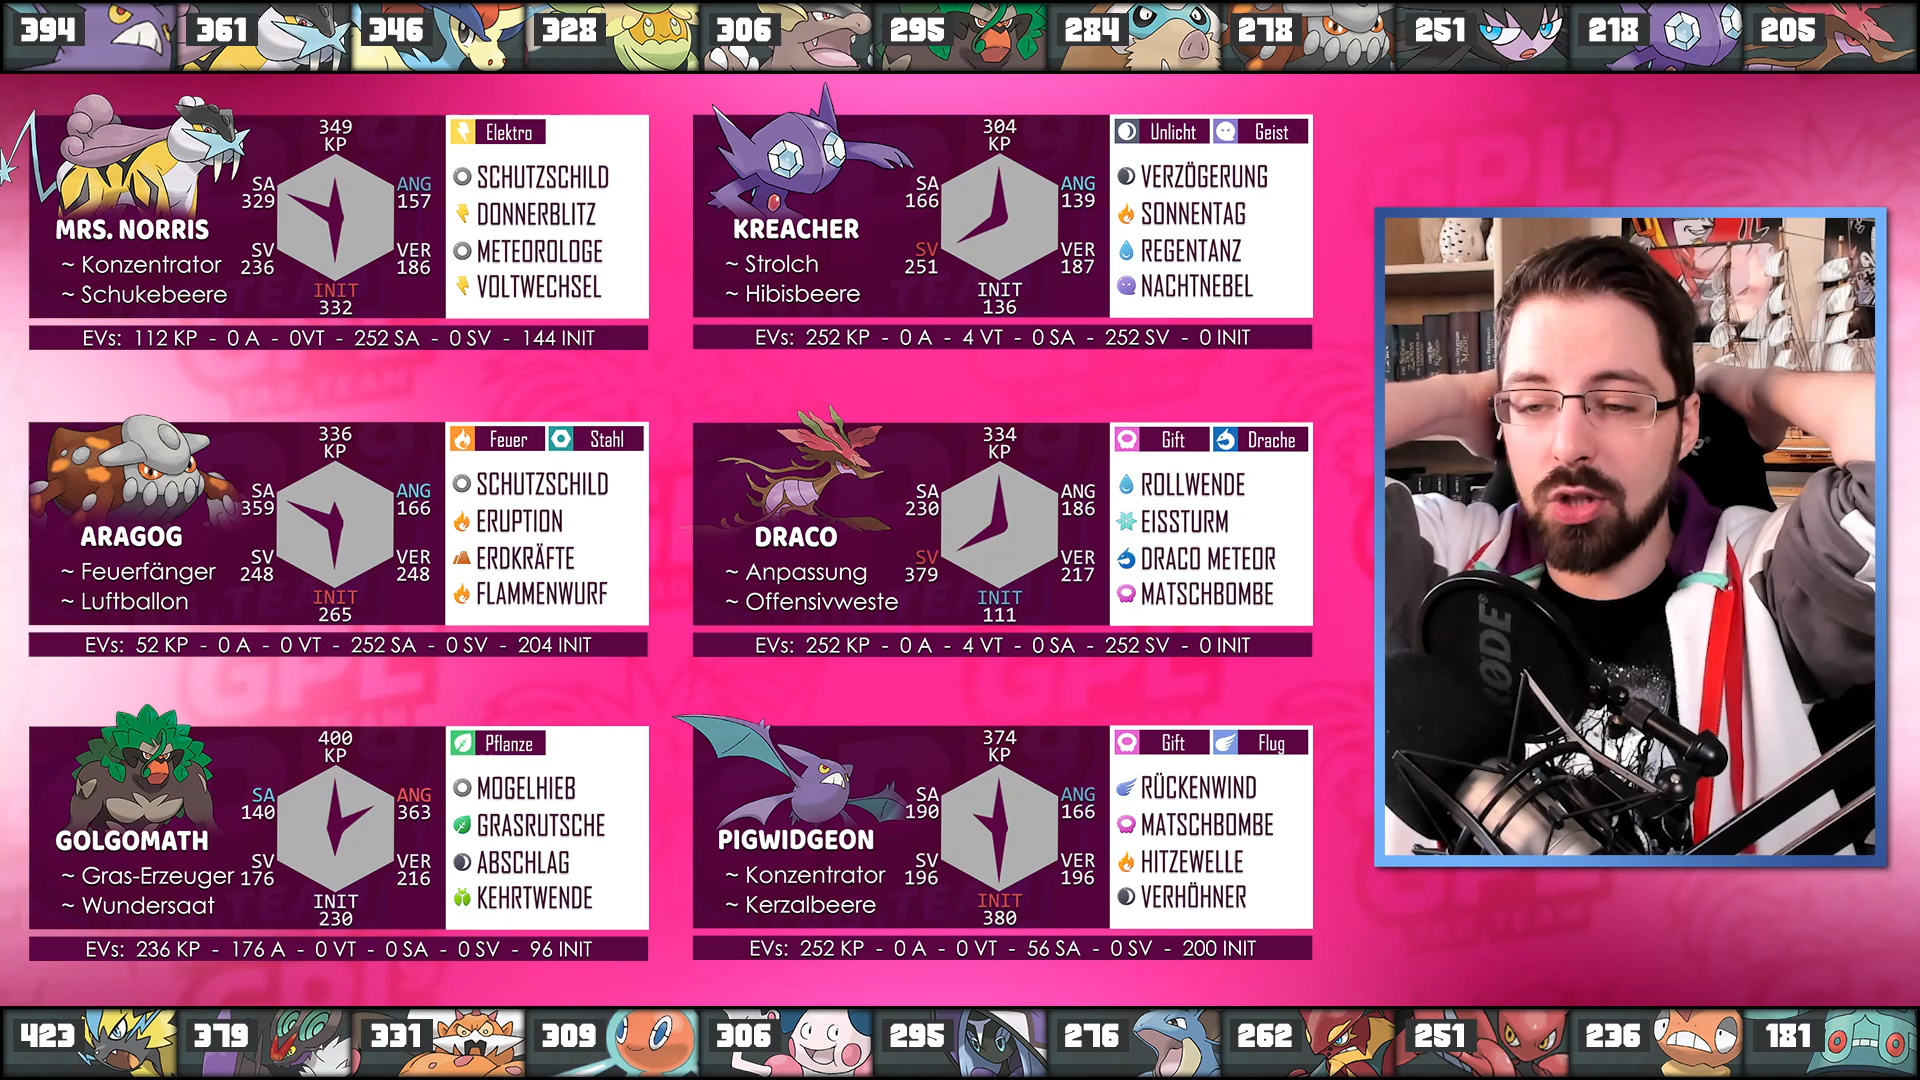 394 361 346 328 306 295 284 278 251 218 205
MRS. NORRIS
~ Konzentrator
~ Schukebeere
349
KP
SA
329
ANG
157
SV
236
VER
186
INIT
332
Elektro
SCHUTZSCHILD
DONNERBLITZ
METEOROLOGE
VOLTWECHSEL
EVs: 112 KP - 0 A - 0VT - 252 SA - 0 SV - 144 INIT
KREACHER
~ Strolch
~ Hibisbeere
304
KP
SA
166
ANG
139
SV
251
VER
187
INIT
136
Unlicht Geist
VERZÖGERUNG
SONNENTAG
REGENTANZ
NACHTNEBEL
EVs: 252 KP - 0 A - 4 VT - 0 SA - 252 SV - 0 INIT
ARAGOG
~ Feuerfänger
~ Luftballon
336
KP
SA
359
ANG
166
SV
248
VER
248
INIT
265
Feuer Stahl
SCHUTZSCHILD
ERUPTION
ERDKRÄFTE
FLAMMENWURF
EVs: 52 KP - 0 A - 0 VT - 252 SA - 0 SV - 204 INIT
DRACO
~ Anpassung
~ Offensivweste
334
KP
SA
230
ANG
186
SV
379
VER
217
INIT
111
Gift Drache
ROLLWENDE
EISSTURM
DRACO METEOR
MATSCHBOMBE
EVs: 252 KP - 0 A - 4 VT - 0 SA - 252 SV - 0 INIT
GOLGOMATH
~ Gras-Erzeuger
~ Wundersaat
400
KP
SA
140
ANG
363
SV
176
VER
216
INIT
230
Pflanze
MOGELHIEB
GRASRUTSCHE
ABSCHLAG
KEHRTWENDE
EVs: 236 KP - 176 A - 0 VT - 0 SA - 0 SV - 96 INIT
PIGWIDGEON
~ Konzentrator
~ Kerzalbeere
374
KP
SA
190
ANG
166
SV
196
VER
196
INIT
380
Gift Flug
RÜCKENWIND
MATSCHBOMBE
HITZEWELLE
VERHÖHNER
EVs: 252 KP - 0 A - 0 VT - 56 SA - 0 SV - 200 INIT
RØDE
423 379 331 309 306 295 276 262 251 236 181